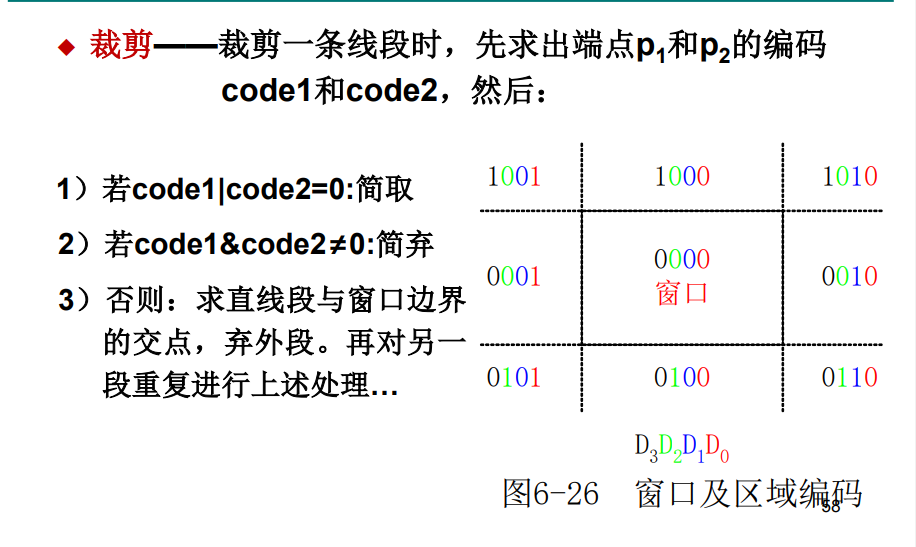 ◆ 裁剪——裁剪一条线段时，先求出端点p₁和p₂的编码
code1和code2，然后：
1）若code1|code2=0:简取
2）若code1&code2≠0:简弃
3）否则：求直线段与窗口边界
的交点，弃外段。再对另一
段重复进行上述处理…
1001 1000 1010
0001 0000 0010
窗口
0101 0100 0110
D₃D₂D₁D₀
图6-26 窗口及区域编码
58